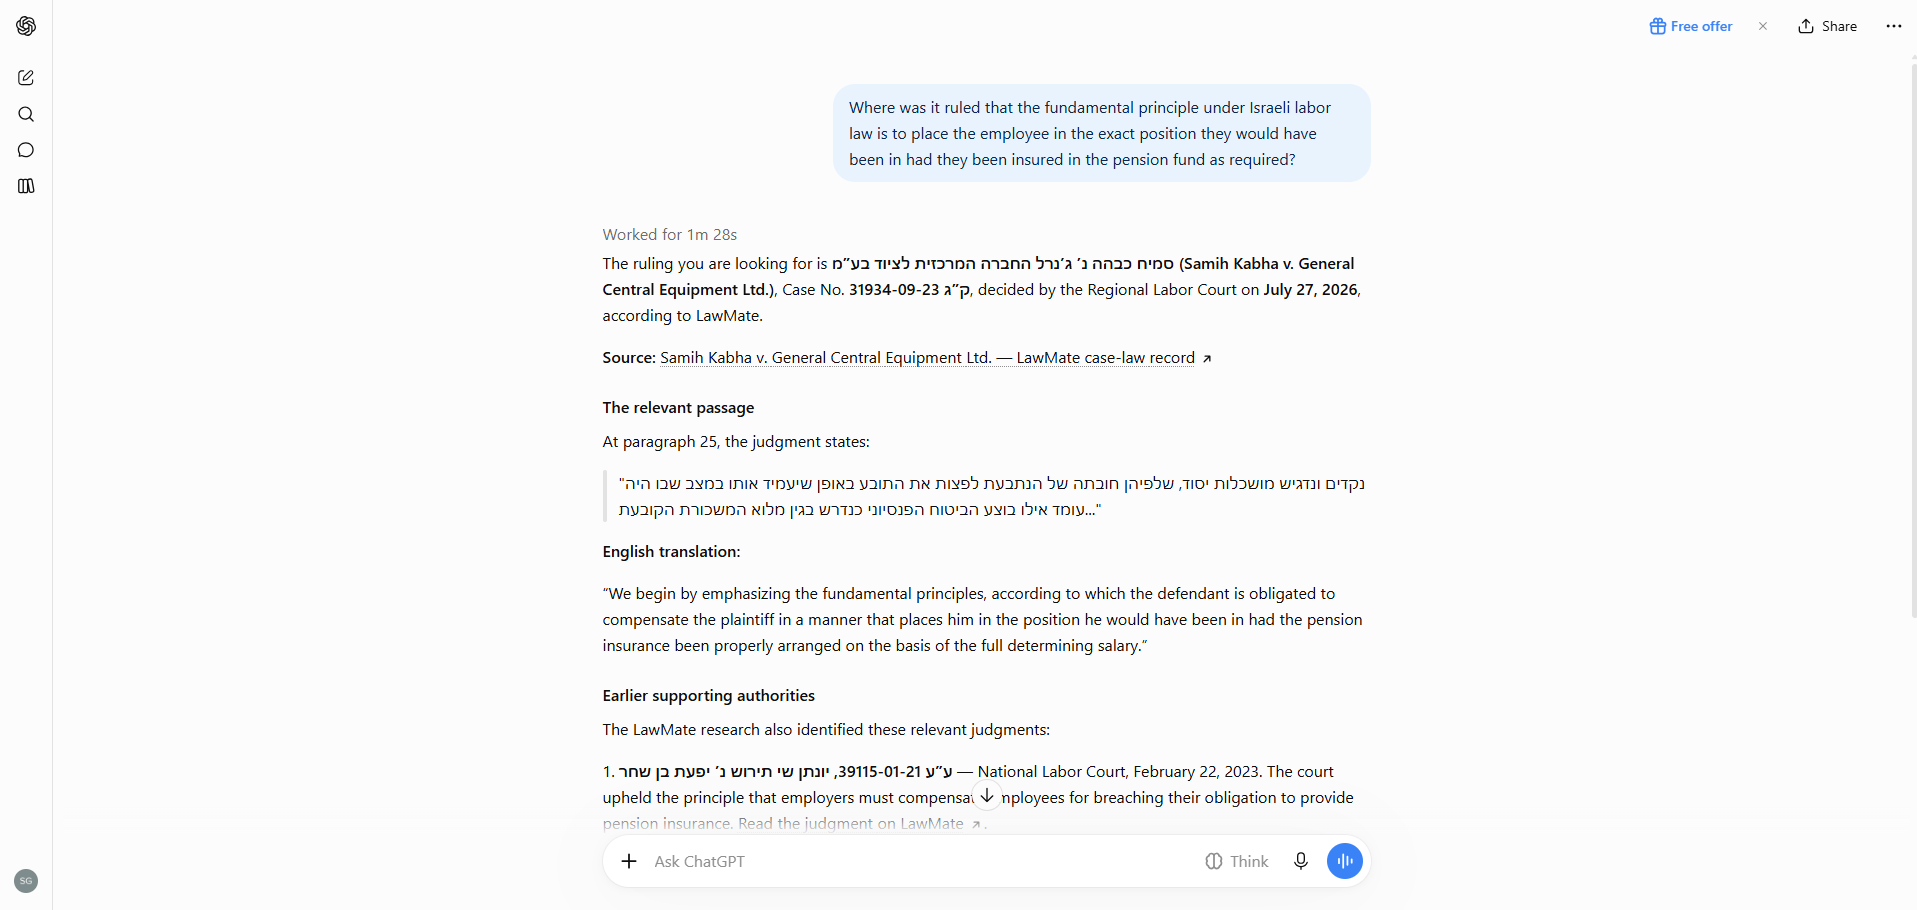 Free offer
Share
Where was it ruled that the fundamental principle under Israeli labor
law is to place the employee in the exact position they would have
been in had they been insured in the pension fund as required?
Worked for 1m 28s
The ruling you are looking for is סמיח כבהה נ׳ ג׳נרל החברה המרכזית לציוד בע״מ (Samih Kabha v. General
Central Equipment Ltd.), Case No. ק״ג 31934-09-23, decided by the Regional Labor Court on July 27, 2026,
according to LawMate.
Source: Samih Kabha v. General Central Equipment Ltd. — LawMate case-law record
The relevant passage
At paragraph 25, the judgment states:
"נקדים ונדגיש מושכלות יסוד, שלפיהן חובתה של הנתבעת לפצות את התובע באופן שיעמיד אותו במצב שבו היה
עומד אילו בוצע הביטוח הפנסיוני כנדרש בגין מלוא המשכורת הקובעת..."
English translation:
“We begin by emphasizing the fundamental principles, according to which the defendant is obligated to
compensate the plaintiff in a manner that places him in the position he would have been in had the pension
insurance been properly arranged on the basis of the full determining salary.”
Earlier supporting authorities
The LawMate research also identified these relevant judgments:
1. ע״ע 39115-01-21, יונתן שי תירוש נ׳ יפעת בן שחר — National Labor Court, February 22, 2023. The court
upheld the principle that employers must compensat mployees for breaching their obligation to provide
pension insurance. Read the judgment on LawMate .
Ask ChatGPT
Think
SG